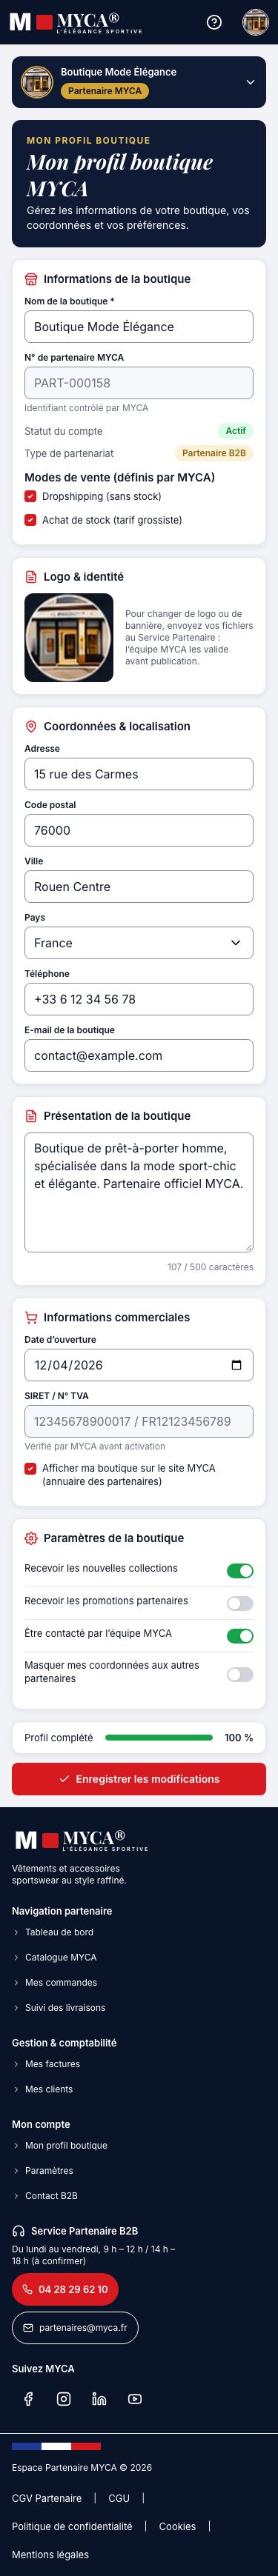 M MYCA®
L'ÉLÉGANCE SPORTIVE
Boutique Mode Élégance
Partenaire MYCA
MON PROFIL BOUTIQUE
Mon profil boutique
MYCA
Gérez les informations de votre boutique, vos
coordonnées et vos préférences.
Informations de la boutique
Nom de la boutique *
Boutique Mode Élégance
N° de partenaire MYCA
PART-000158
Identifiant contrôlé par MYCA
Statut du compte Actif
Type de partenariat Partenaire B2B
Modes de vente (définis par MYCA)
Dropshipping (sans stock)
Achat de stock (tarif grossiste)
Logo & identité
Pour changer de logo ou de
bannière, envoyez vos fichiers
au Service Partenaire :
l'équipe MYCA les valide
avant publication.
Coordonnées & localisation
Adresse
15 rue des Carmes
Code postal
76000
Ville
Rouen Centre
Pays
France
Téléphone
+33 6 12 34 56 78
E-mail de la boutique
contact@example.com
Présentation de la boutique
Boutique de prêt-à-porter homme,
spécialisée dans la mode sport-chic
et élégante. Partenaire officiel MYCA.
107 / 500 caractères
Informations commerciales
Date d'ouverture
12/04/2026
SIRET / N° TVA
12345678900017 / FR12123456789
Vérifié par MYCA avant activation
Afficher ma boutique sur le site MYCA
(annuaire des partenaires)
Paramètres de la boutique
Recevoir les nouvelles collections
Recevoir les promotions partenaires
Être contacté par l'équipe MYCA
Masquer mes coordonnées aux autres
partenaires
Profil complété 100 %
Enregistrer les modifications
M MYCA®
L'ÉLÉGANCE SPORTIVE
Vêtements et accessoires
sportswear au style raffiné.
Navigation partenaire
Tableau de bord
Catalogue MYCA
Mes commandes
Suivi des livraisons
Gestion & comptabilité
Mes factures
Mes clients
Mon compte
Mon profil boutique
Paramètres
Contact B2B
Service Partenaire B2B
Du lundi au vendredi, 9 h – 12 h / 14 h –
18 h (à confirmer)
04 28 29 62 10
partenaires@myca.fr
Suivez MYCA
Espace Partenaire MYCA © 2026
CGV Partenaire | CGU |
Politique de confidentialité | Cookies |
Mentions légales